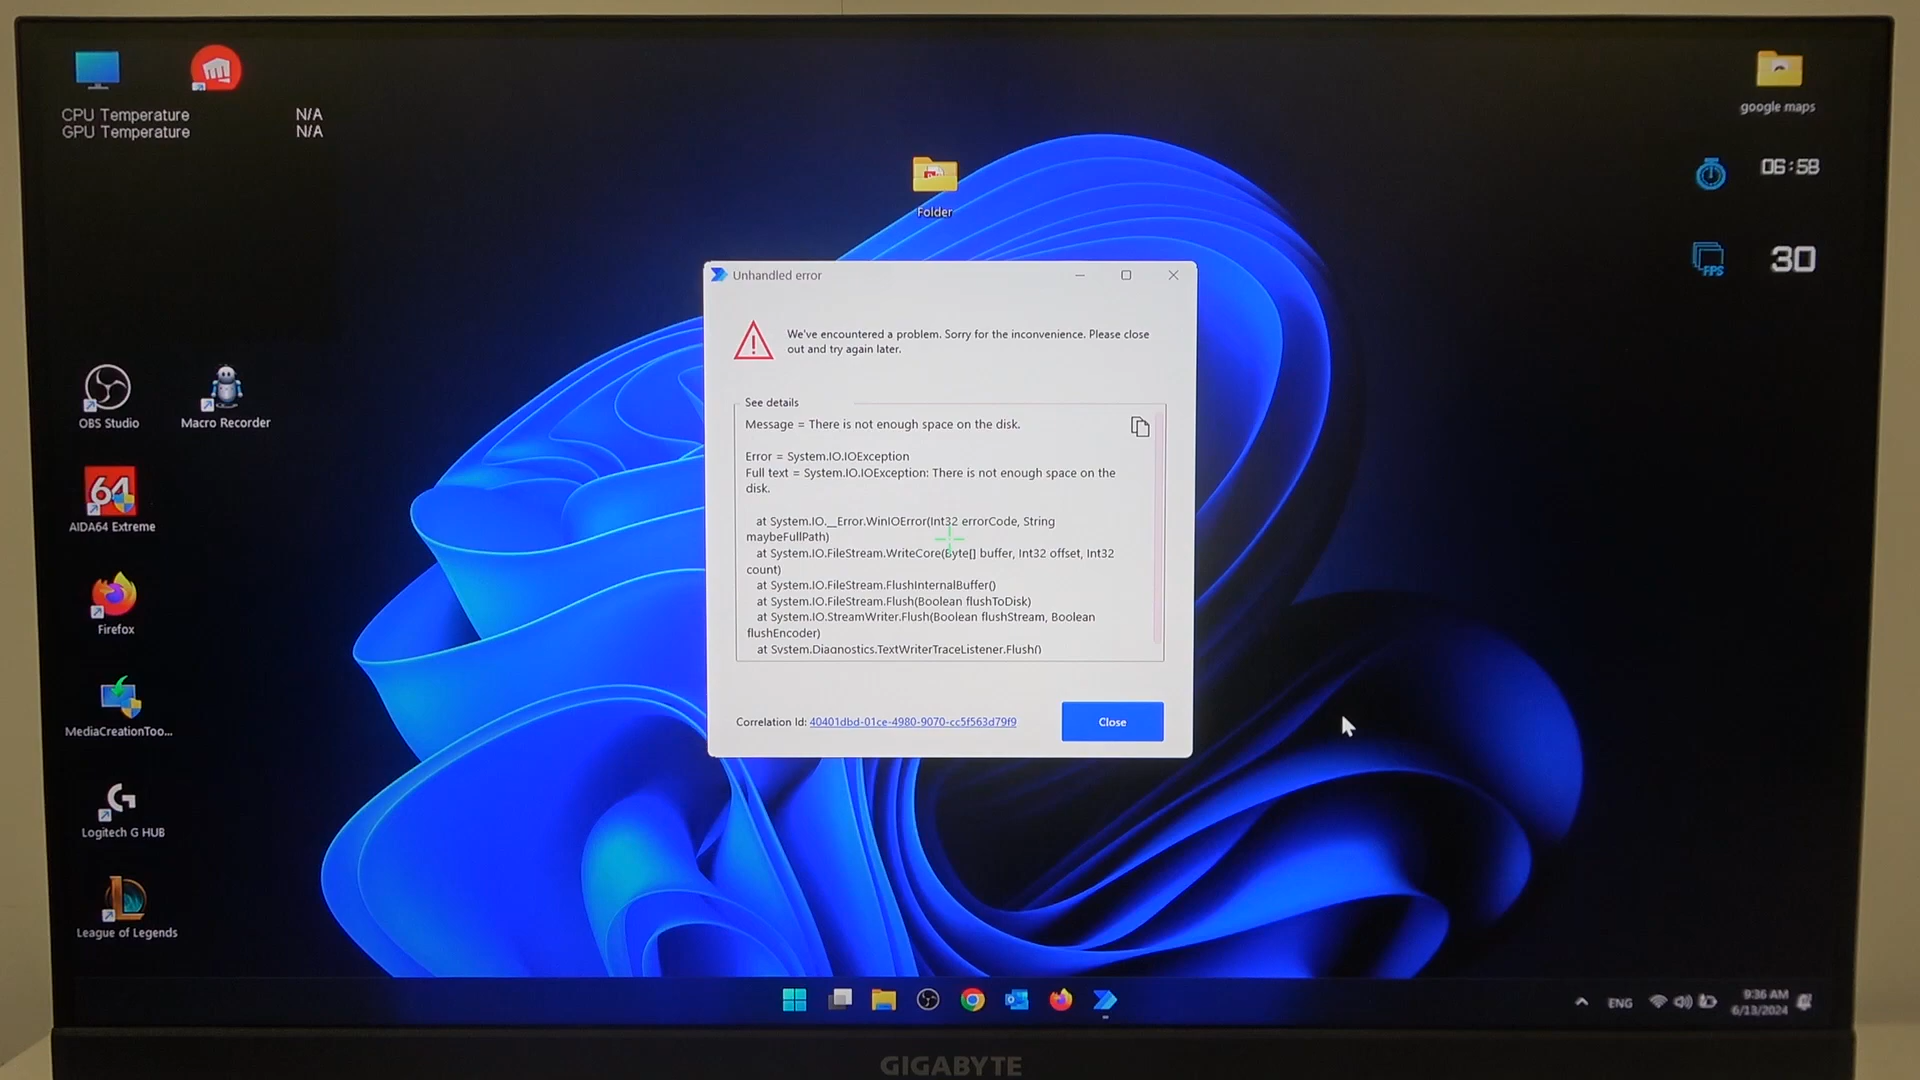 CPU Temperature N/A
GPU Temperature N/A
google maps
06:58
Folder
FPS 30
Unhandled error
We've encountered a problem. Sorry for the inconvenience. Please close
out and try again later.
See details
Message = There is not enough space on the disk.
Error = System.IO.IOException
Full text = System.IO.IOException: There is not enough space on the
disk.
at System.IO.__Error.WinIOError(Int32 errorCode, String
maybeFullPath)
at System.IO.FileStream.WriteCore(Byte[] buffer, Int32 offset, Int32
count)
at System.IO.FileStream.FlushInternalBuffer()
at System.IO.FileStream.Flush(Boolean flushToDisk)
at System.IO.StreamWriter.Flush(Boolean flushStream, Boolean
flushEncoder)
at System.Diagnostics.TextWriterTraceListener.Flush()
Correlation Id: 40401dbd-01ce-4980-9070-cc5f563d79f9
Close
OBS Studio
Macro Recorder
64
AIDA64 Extreme
Firefox
MediaCreationToo...
Logitech G HUB
League of Legends
ENG
9:36 AM
6/13/2024
GIGABYTE